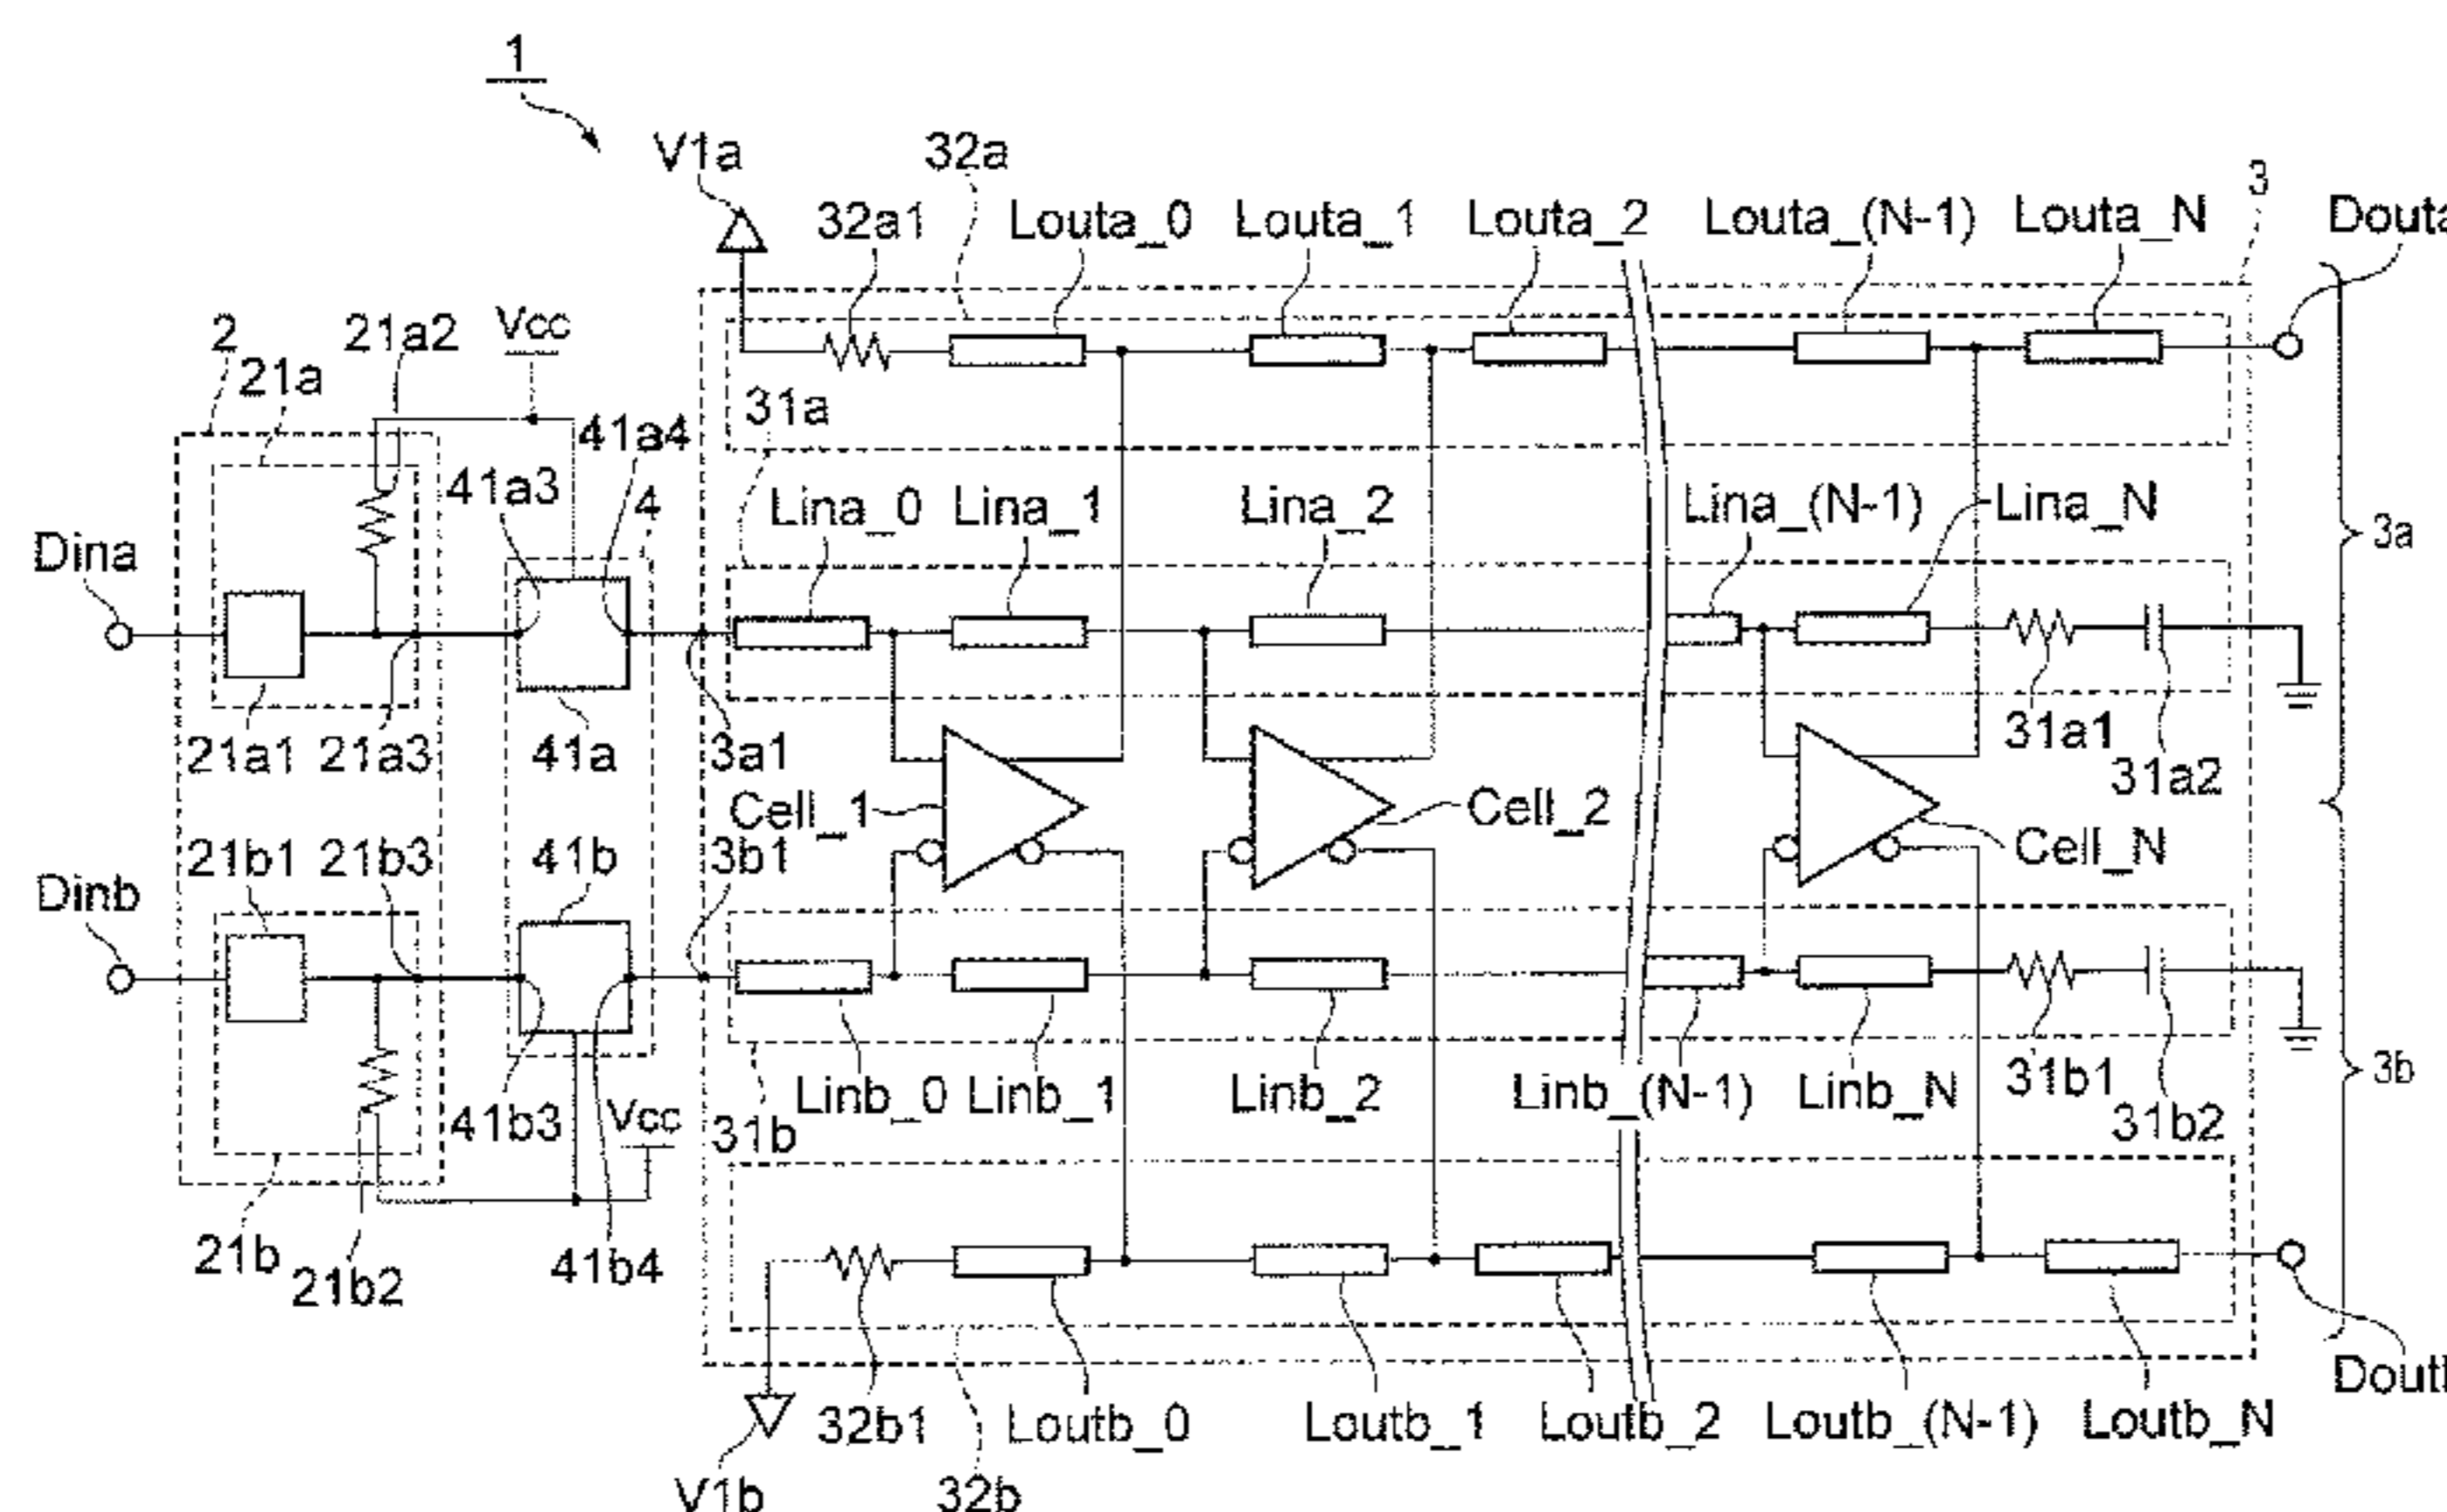 1
V1a
32a
3
32a1
Louta_0
Louta_1
Louta_2
Louta_(N-1)
Louta_N
Douta
2
21a2
Vcc
21a
31a
41a4
41a3
4
Lina_0
Lina_1
Lina_2
Lina_(N-1)
Lina_N
3a
Dina
21a1
21a3
41a
3a1
31a1
31a2
Cell_1
Cell_2
Cell_N
21b1
21b3
41b
3b1
Dinb
Linb_0
Linb_1
Linb_2
Linb_(N-1)
Linb_N
31b1
3b
41b3
Vcc
31b
31b2
21b
21b2
41b4
32b1
Loutb_0
Loutb_1
Loutb_2
Loutb_(N-1)
Loutb_N
V1b
32b